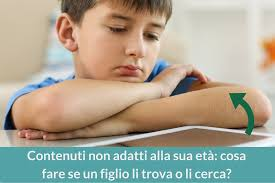 Contenuti non adatti alla sua età: cosa
fare se un figlio li trova o li cerca?